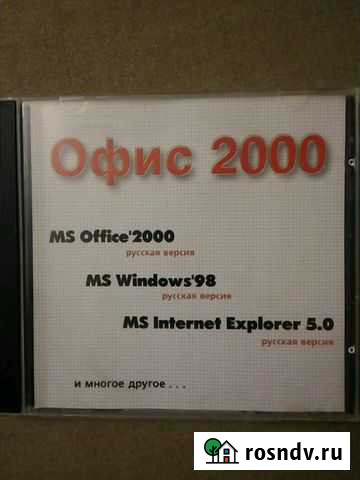 Офис 2000
MS Office'2000
русская версия
MS Windows'98
русская версия
MS Internet Explorer 5.0
русская версия
и многое другое . . .
rosndv.ru